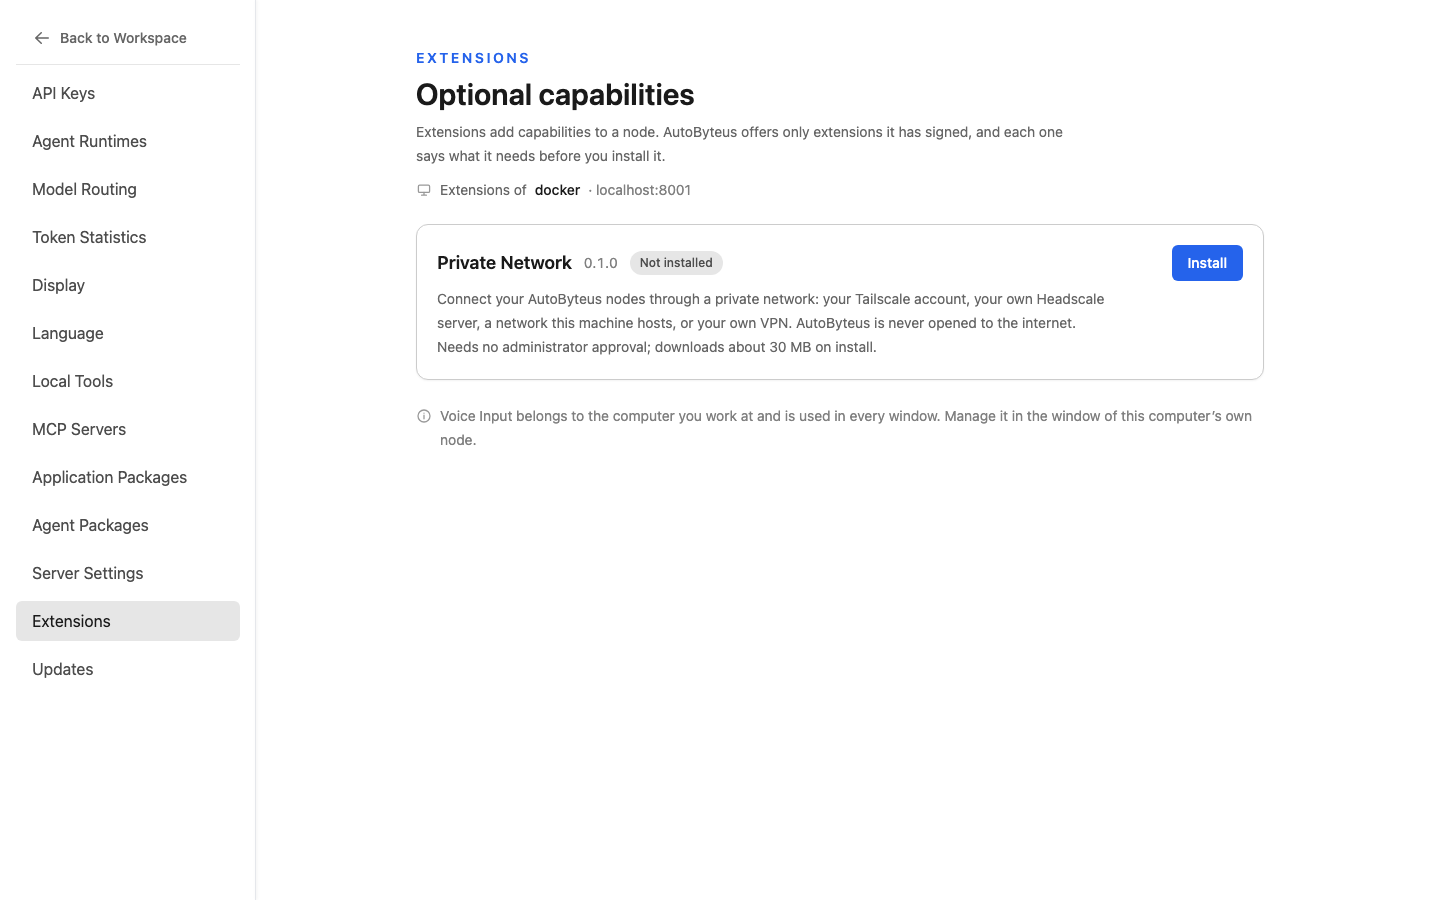 Back to Workspace
API Keys
Agent Runtimes
Model Routing
Token Statistics
Display
Language
Local Tools
MCP Servers
Application Packages
Agent Packages
Server Settings
Extensions
Updates
EXTENSIONS
Optional capabilities
Extensions add capabilities to a node. AutoByteus offers only extensions it has signed, and each one
says what it needs before you install it.
Extensions of docker · localhost:8001
Private Network 0.1.0 Not installed Install
Connect your AutoByteus nodes through a private network: your Tailscale account, your own Headscale
server, a network this machine hosts, or your own VPN. AutoByteus is never opened to the internet.
Needs no administrator approval; downloads about 30 MB on install.
Voice Input belongs to the computer you work at and is used in every window. Manage it in the window of this computer’s own
node.